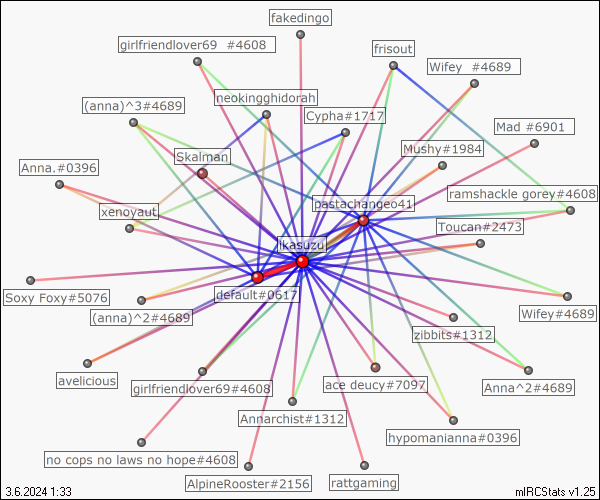 fakedingo
girlfriendlover69  #4608
frisout
Wifey  #4689
(anna)^3#4689
neokingghidorah
Cypha#1717
Mad #6901
Skalman
Mushy#1984
Anna.#0396
ramshackle gorey#4608
xenoyaut
pastachangeo41
Toucan#2473
ikasuzu
Soxy Foxy#5076
default#0617
(anna)^2#4689
Wifey#4689
zibbits#1312
avelicious
girlfriendlover69#4608
ace deucy#7097
Anna^2#4689
Annarchist#1312
hypomanianna#0396
no cops no laws no hope#4608
AlpineRooster#2156
rattgaming
3.6.2024 1:33
mIRCStats v1.25